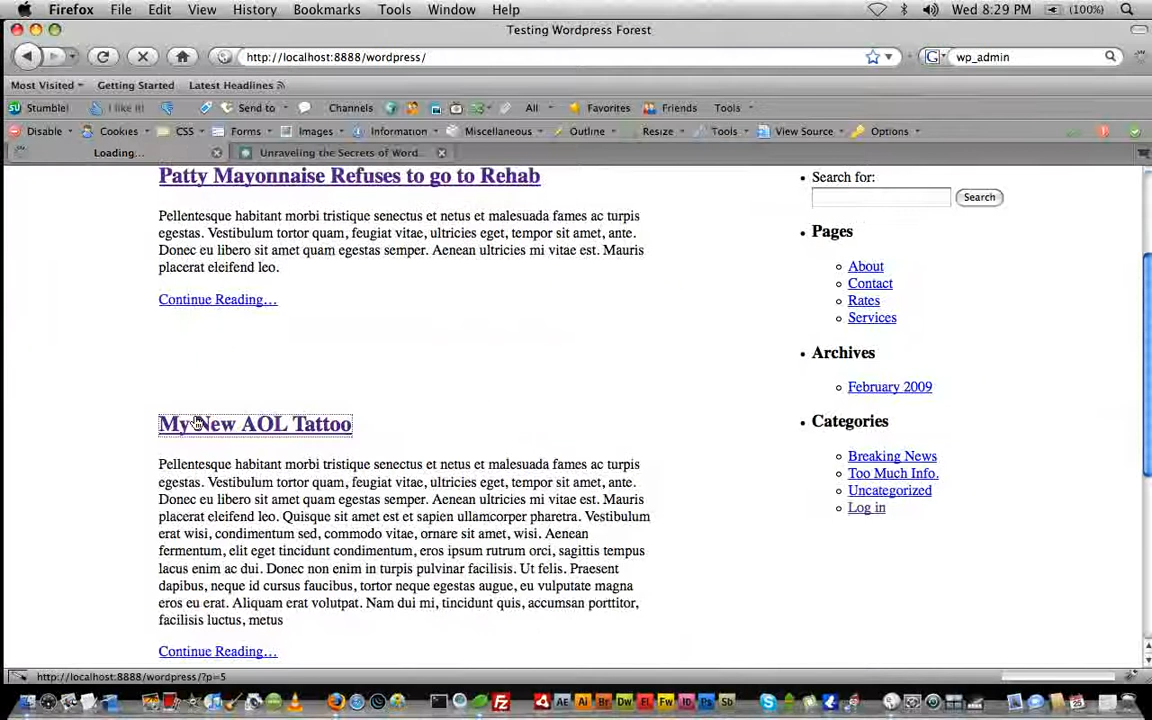 Firefox File Edit View History Bookmarks Tools Window Help Wed 8:29 PM (100%)
Testing Wordpress Forest
http://localhost:8888/wordpress/ wp_admin
Most Visited Getting Started Latest Headlines
Stumble! I like it! Send to Channels All Favorites Friends Tools
Disable Cookies CSS Forms Images Information Miscellaneous Outline Resize Tools View Source Options
Loading... Unraveling the Secrets of Word...
Patty Mayonnaise Refuses to go to Rehab
Pellentesque habitant morbi tristique senectus et netus et malesuada fames ac turpis
egestas. Vestibulum tortor quam, feugiat vitae, ultricies eget, tempor sit amet, ante.
Donec eu libero sit amet quam egestas semper. Aenean ultricies mi vitae est. Mauris
placerat eleifend leo.
Continue Reading…
My New AOL Tattoo
Pellentesque habitant morbi tristique senectus et netus et malesuada fames ac turpis
egestas. Vestibulum tortor quam, feugiat vitae, ultricies eget, tempor sit amet, ante.
Donec eu libero sit amet quam egestas semper. Aenean ultricies mi vitae est. Mauris
placerat eleifend leo. Quisque sit amet est et sapien ullamcorper pharetra. Vestibulum
erat wisi, condimentum sed, commodo vitae, ornare sit amet, wisi. Aenean
fermentum, elit eget tincidunt condimentum, eros ipsum rutrum orci, sagittis tempus
lacus enim ac dui. Donec non enim in turpis pulvinar facilisis. Ut felis. Praesent
dapibus, neque id cursus faucibus, tortor neque egestas augue, eu vulputate magna
eros eu erat. Aliquam erat volutpat. Nam dui mi, tincidunt quis, accumsan porttitor,
facilisis luctus, metus
Continue Reading…
Search for:
Search
Pages
About
Contact
Rates
Services
Archives
February 2009
Categories
Breaking News
Too Much Info.
Uncategorized
Log in
http://localhost:8888/wordpress/?p=5
AE Ai Br Dw Fl Fw Id Ps Sb